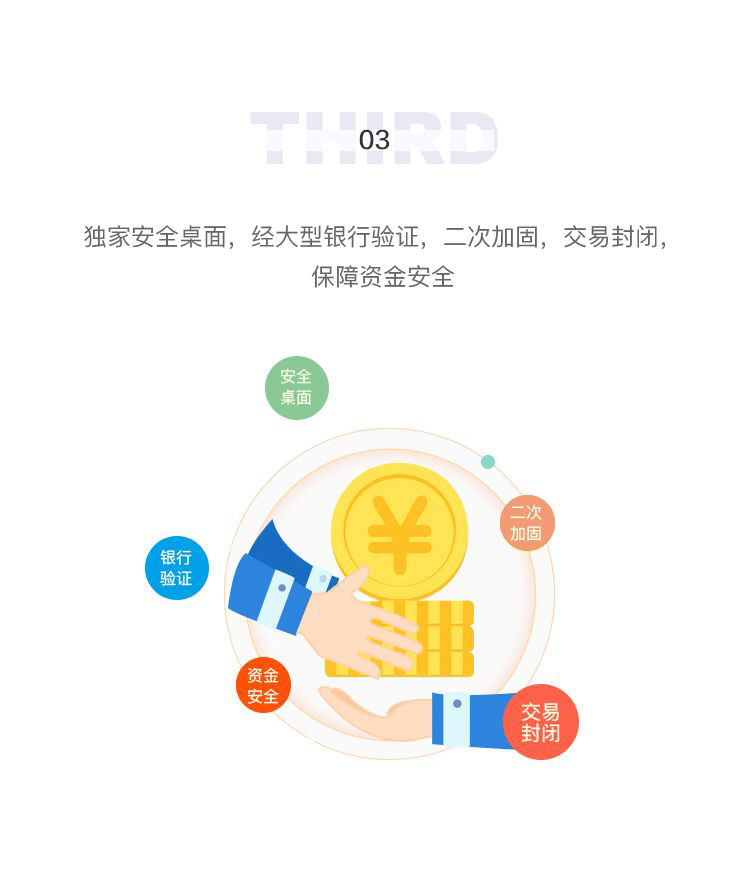 THIRD
03
独家安全桌面，经大型银行验证，二次加固，交易封闭，
保障资金安全
安全
桌面
二次
加固
银行
验证
资金
安全
交易
封闭